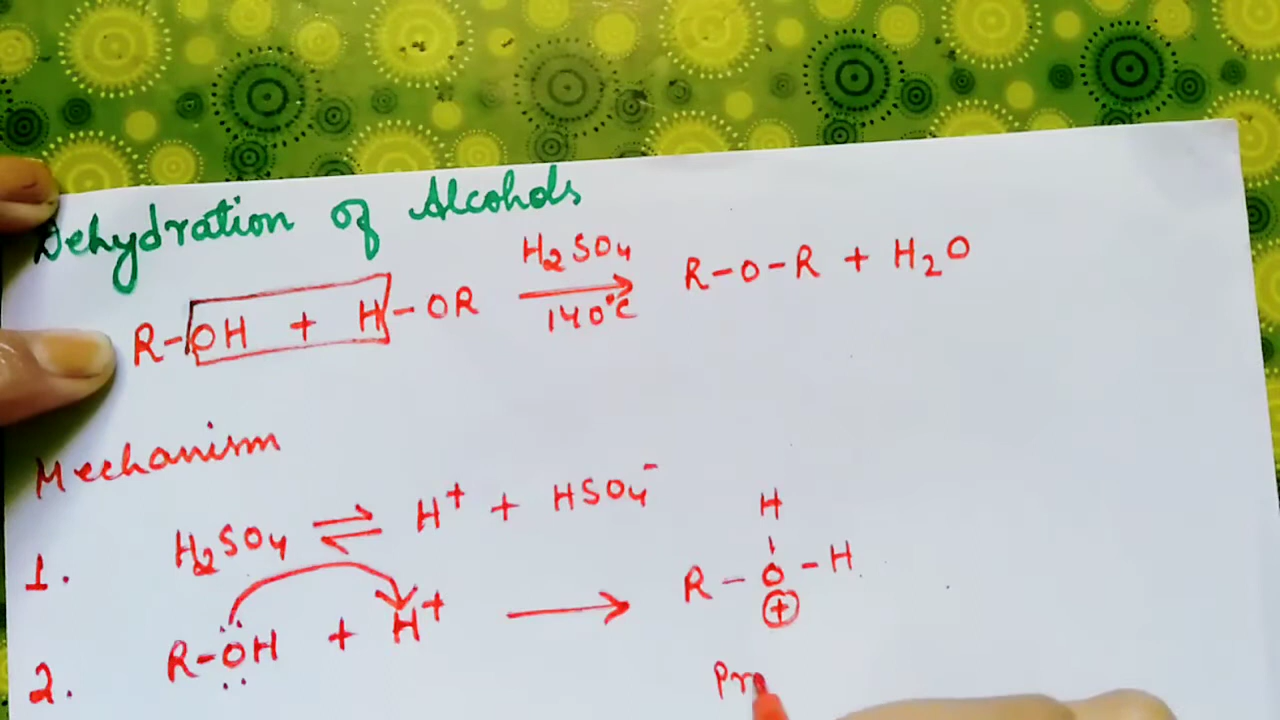 Dehydration of Alcohols
R-OH + H-OR H₂SO₄ 140°C R-O-R + H₂O
Mechanism
1. H₂SO₄ ⇌ H⁺ + HSO₄⁻
H
2. R-ÖH + H⁺ → R-O-H
⊕